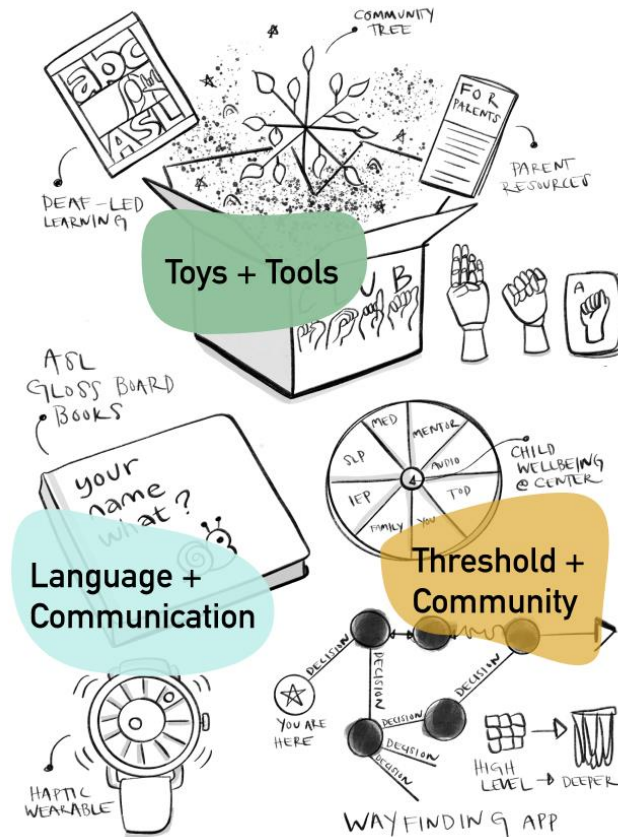 COMMUNITY
TREE
abc
ASL
FOR
PARENTS
DEAF-LED
LEARNING
PARENT
RESOURCES
Toys + Tools
U B
A
ASL
GLOSS BOARD
BOOKS
your
name
what?
MED
MENTOR
SLP
AUDIO
IEP
TOD
FAMILY
YOU
CHILD
WELLBEING
@ CENTER
Language +
Communication
Threshold +
Community
DECISION
DECISION
DECISION
DECISION
DECISION
DECISION
YOU ARE
HERE
HIGH
LEVEL → DEEPER
HAPTIC
WEARABLE
WAYFINDING APP